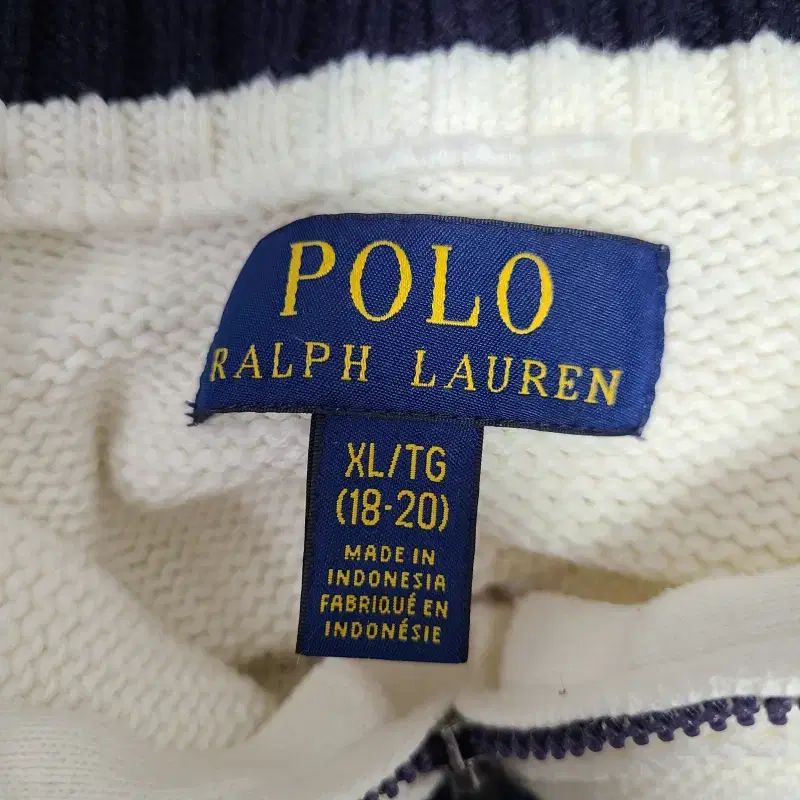 POLO
RALPH LAUREN
XL/TG
(18-20)
MADE IN
INDONESIA
FABRIQUÉ EN
INDONÉSIE